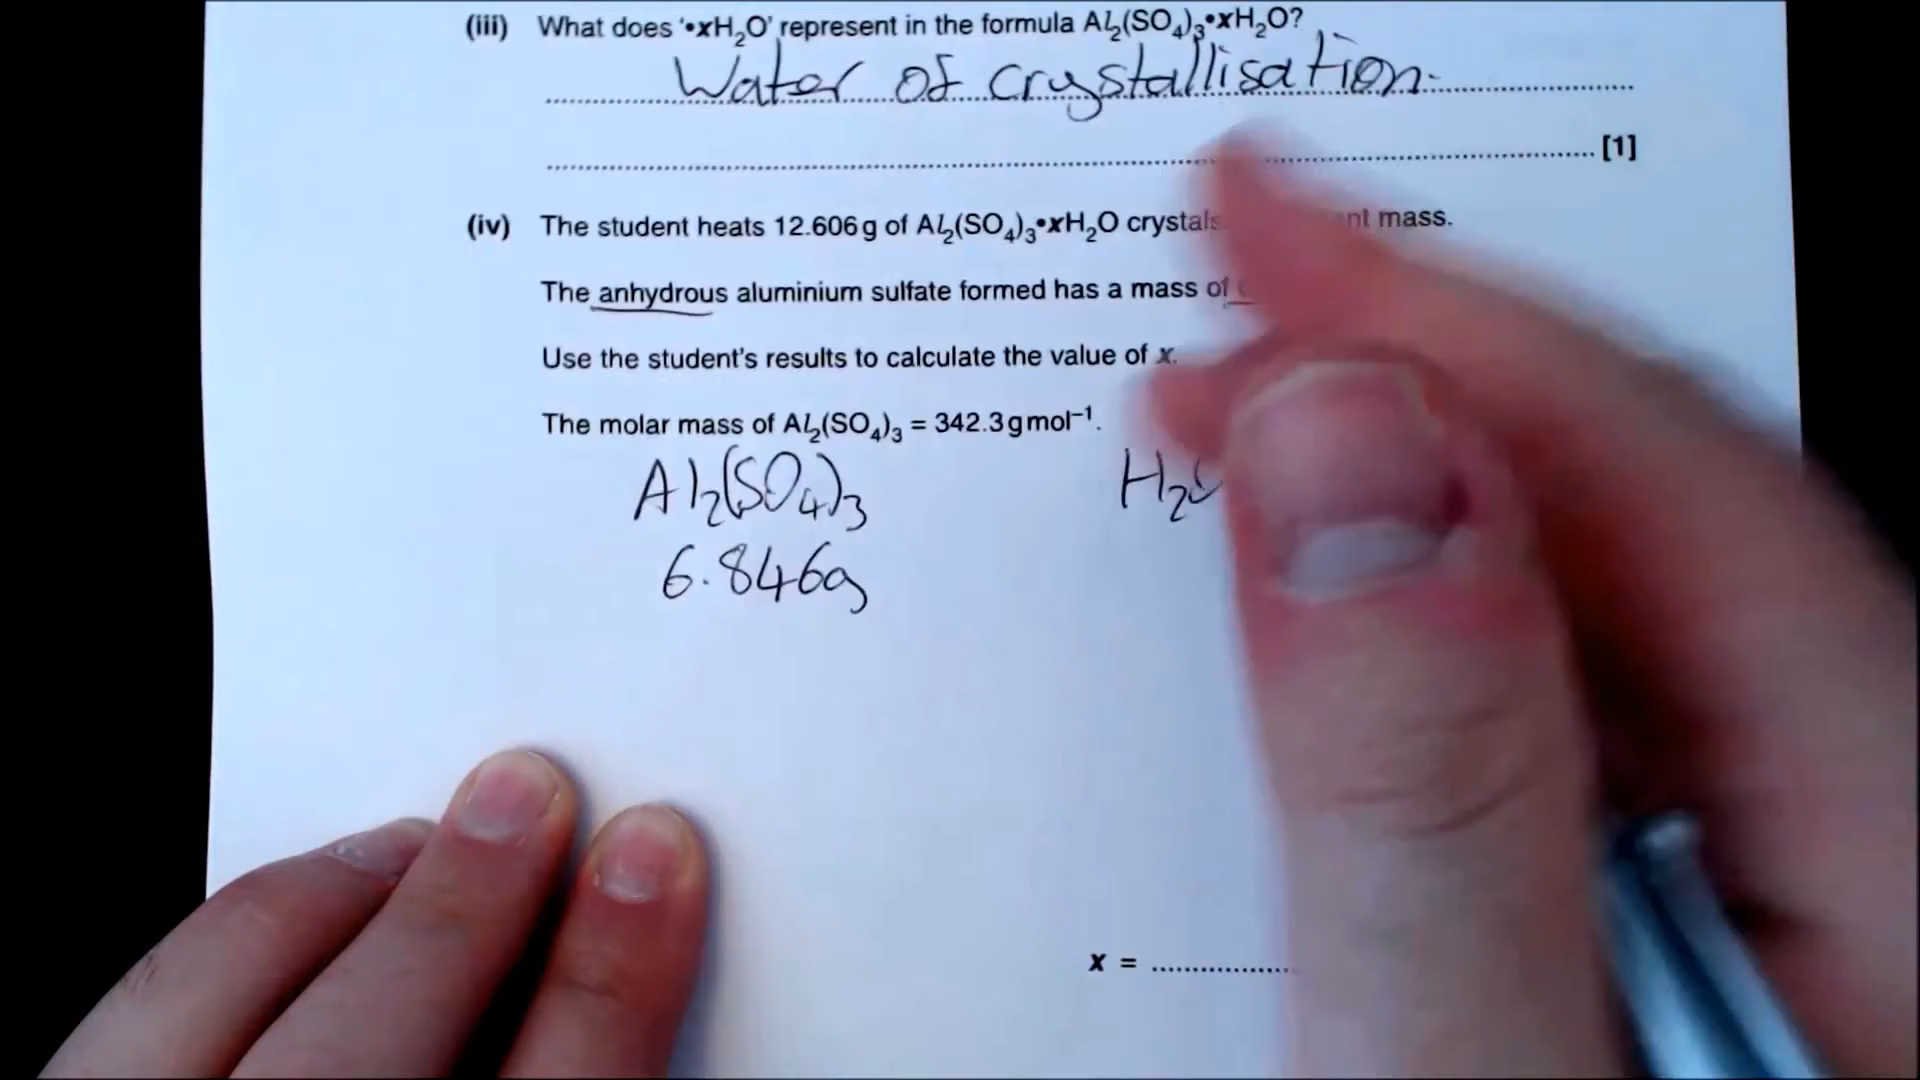 (iii) What does ‘•xH₂O’ represent in the formula Al₂(SO₄)₃•xH₂O?
Water of crystallisation.
[1]
(iv) The student heats 12.606 g of Al₂(SO₄)₃•xH₂O crystals mass.
The anhydrous aluminium sulfate formed has a mass of
Use the student’s results to calculate the value of x.
The molar mass of Al₂(SO₄)₃ = 342.3 g mol⁻¹.
Al₂(SO₄)₃ H₂O
6.846g
x =